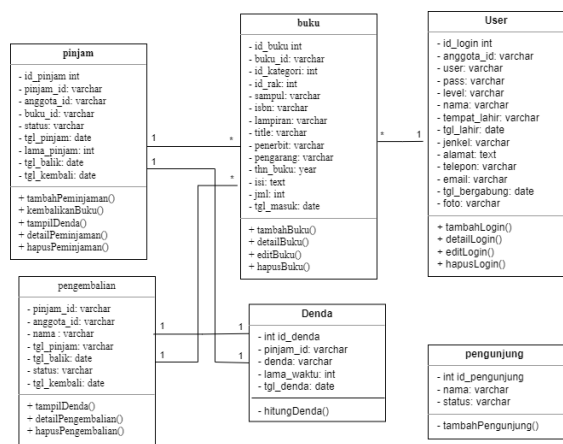 pinjam
- id_pinjam int
- pinjam_id: varchar
- anggota_id: varchar
- buku_id: varchar
- status: varchar
- tgl_pinjam: date
- lama_pinjam: int
- tgl_balik: date
- tgl_kembali: date
+ tambahPeminjaman()
+ kembalikanBuku()
+ tampilDenda()
+ detailPeminjaman()
+ hapusPeminjaman()
1
*
1
*
buku
- id_buku int
- buku_id: varchar
- id_kategori: int
- id_rak: int
- sampul: varchar
- isbn: varchar
- lampiran: varchar
- title: varchar
- penerbit: varchar
- pengarang: varchar
- thn_buku: year
- isi: text
- jml: int
- tgl_masuk: date
+ tambahBuku()
+ detailBuku()
+ editBuku()
+ hapusBuku()
*
1
User
- id_login int
- anggota_id: varchar
- user: varchar
- pass: varchar
- level: varchar
- nama: varchar
- tempat_lahir: varchar
- tgl_lahir: date
- jenkel: varchar
- alamat: text
- telepon: varchar
- email: varchar
- tgl_bergabung: date
- foto: varchar
+ tambahLogin()
+ detailLogin()
+ editLogin()
+ hapusLogin()
pengembalian
- pinjam_id: varchar
- anggota_id: varchar
- nama : varchar
- tgl_pinjam: varchar
- tgl_balik: date
- status: varchar
- tgl_kembali: date
+ tampilDenda()
+ detailPengembalian()
+ hapusPengembalian()
1
1
1
1
Denda
- int id_denda
- pinjam_id: varchar
- denda: varchar
- lama_waktu: int
- tgl_denda: date
- hitungDenda()
pengunjung
- int id_pengunjung
- nama: varchar
- status: varchar
- tambahPengunjung()